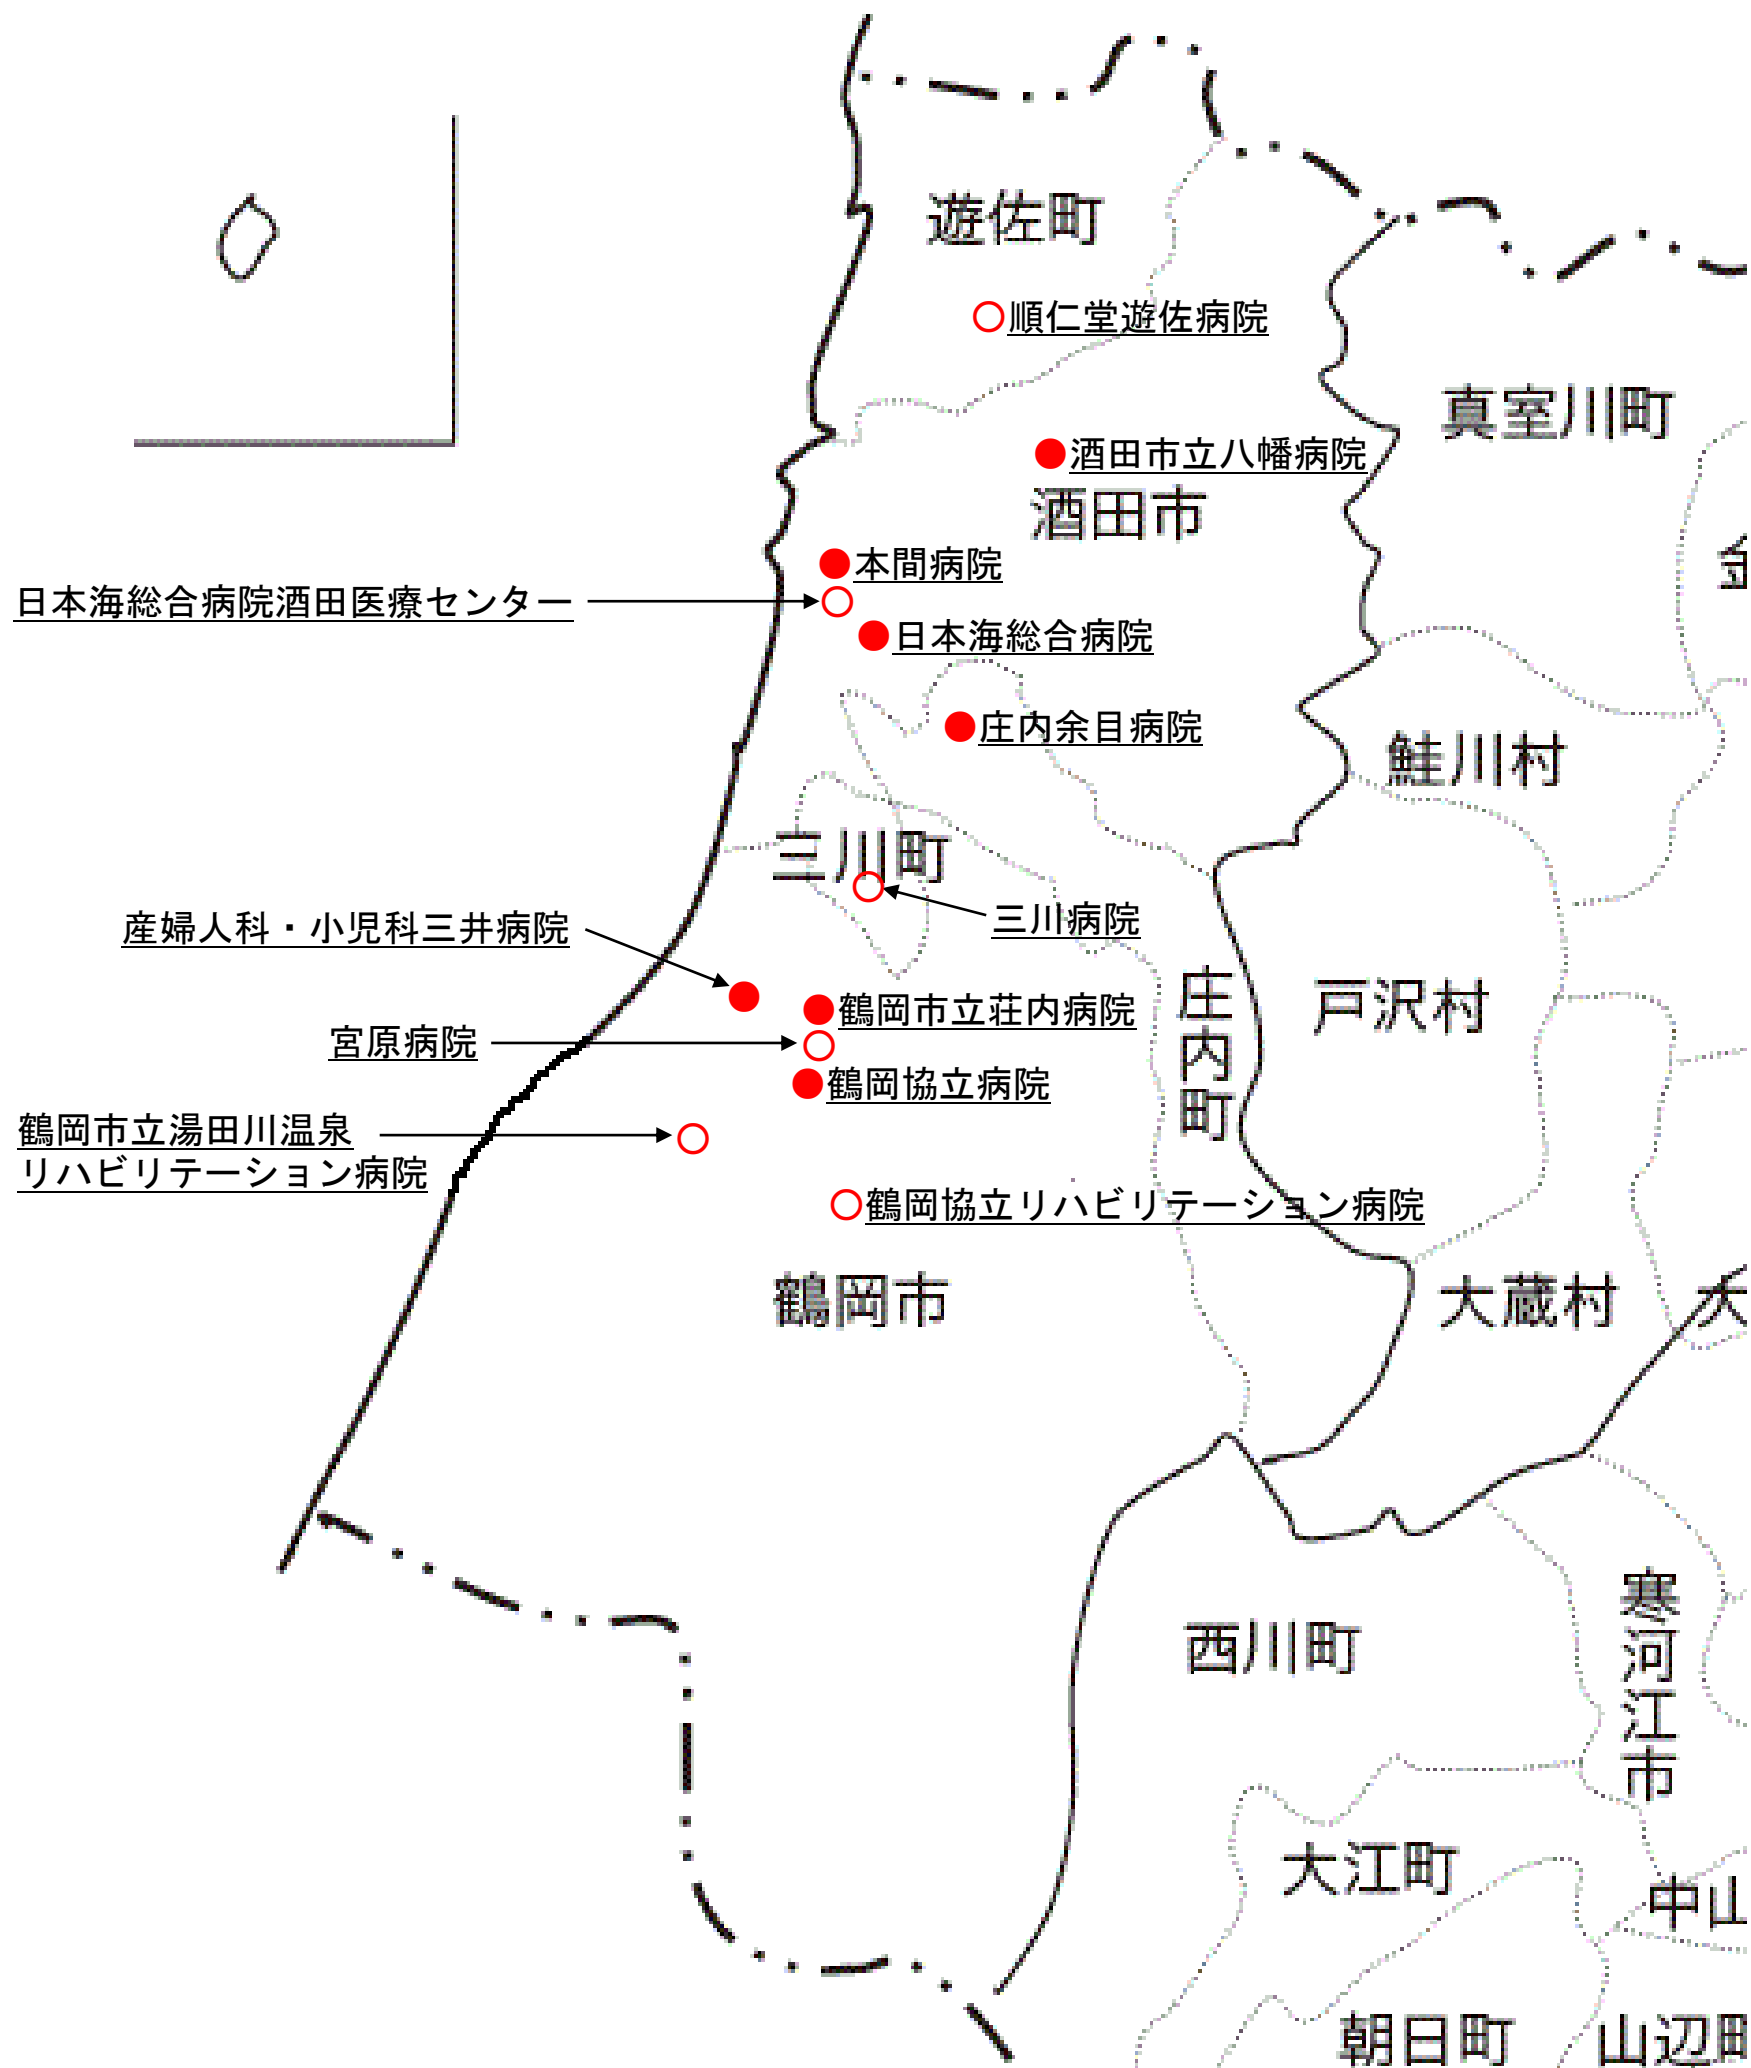 遊佐町
順仁堂遊佐病院
真室川町
酒田市立八幡病院
酒田市
本間病院
日本海総合病院酒田医療センター
日本海総合病院
庄内余目病院
鮭川村
三川町
三川病院
産婦人科・小児科三井病院
庄内町
戸沢村
鶴岡市立荘内病院
宮原病院
鶴岡協立病院
鶴岡市立湯田川温泉
リハビリテーション病院
鶴岡協立リハビリテーション病院
鶴岡市
大蔵村
西川町
寒河江市
大江町
中山
朝日町
山辺町